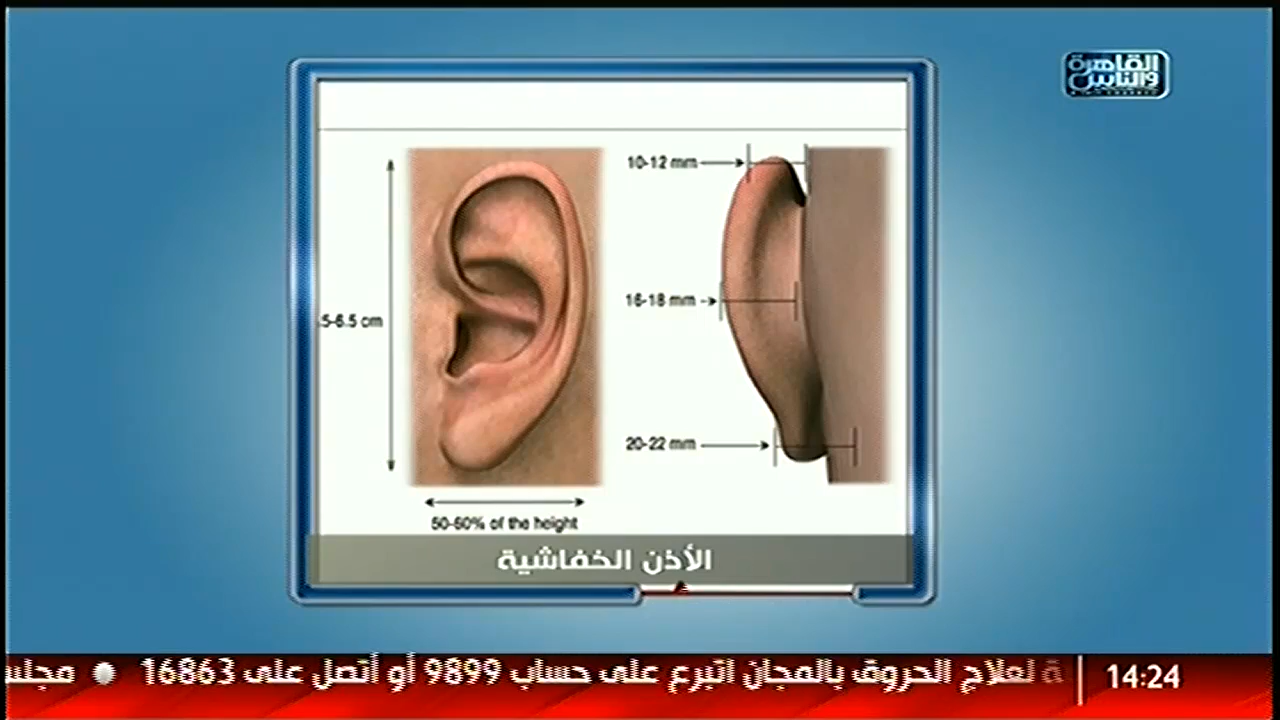 القاهرة
والناس
10-12 mm
16-18 mm
5-6.5 cm
20-22 mm
50-60% of the height
الأذن الخفاشية
ة لعلاج الحروق بالمجان اتبرع على حساب 9899 أو أتصل على 16863 ● مجلس
14:24